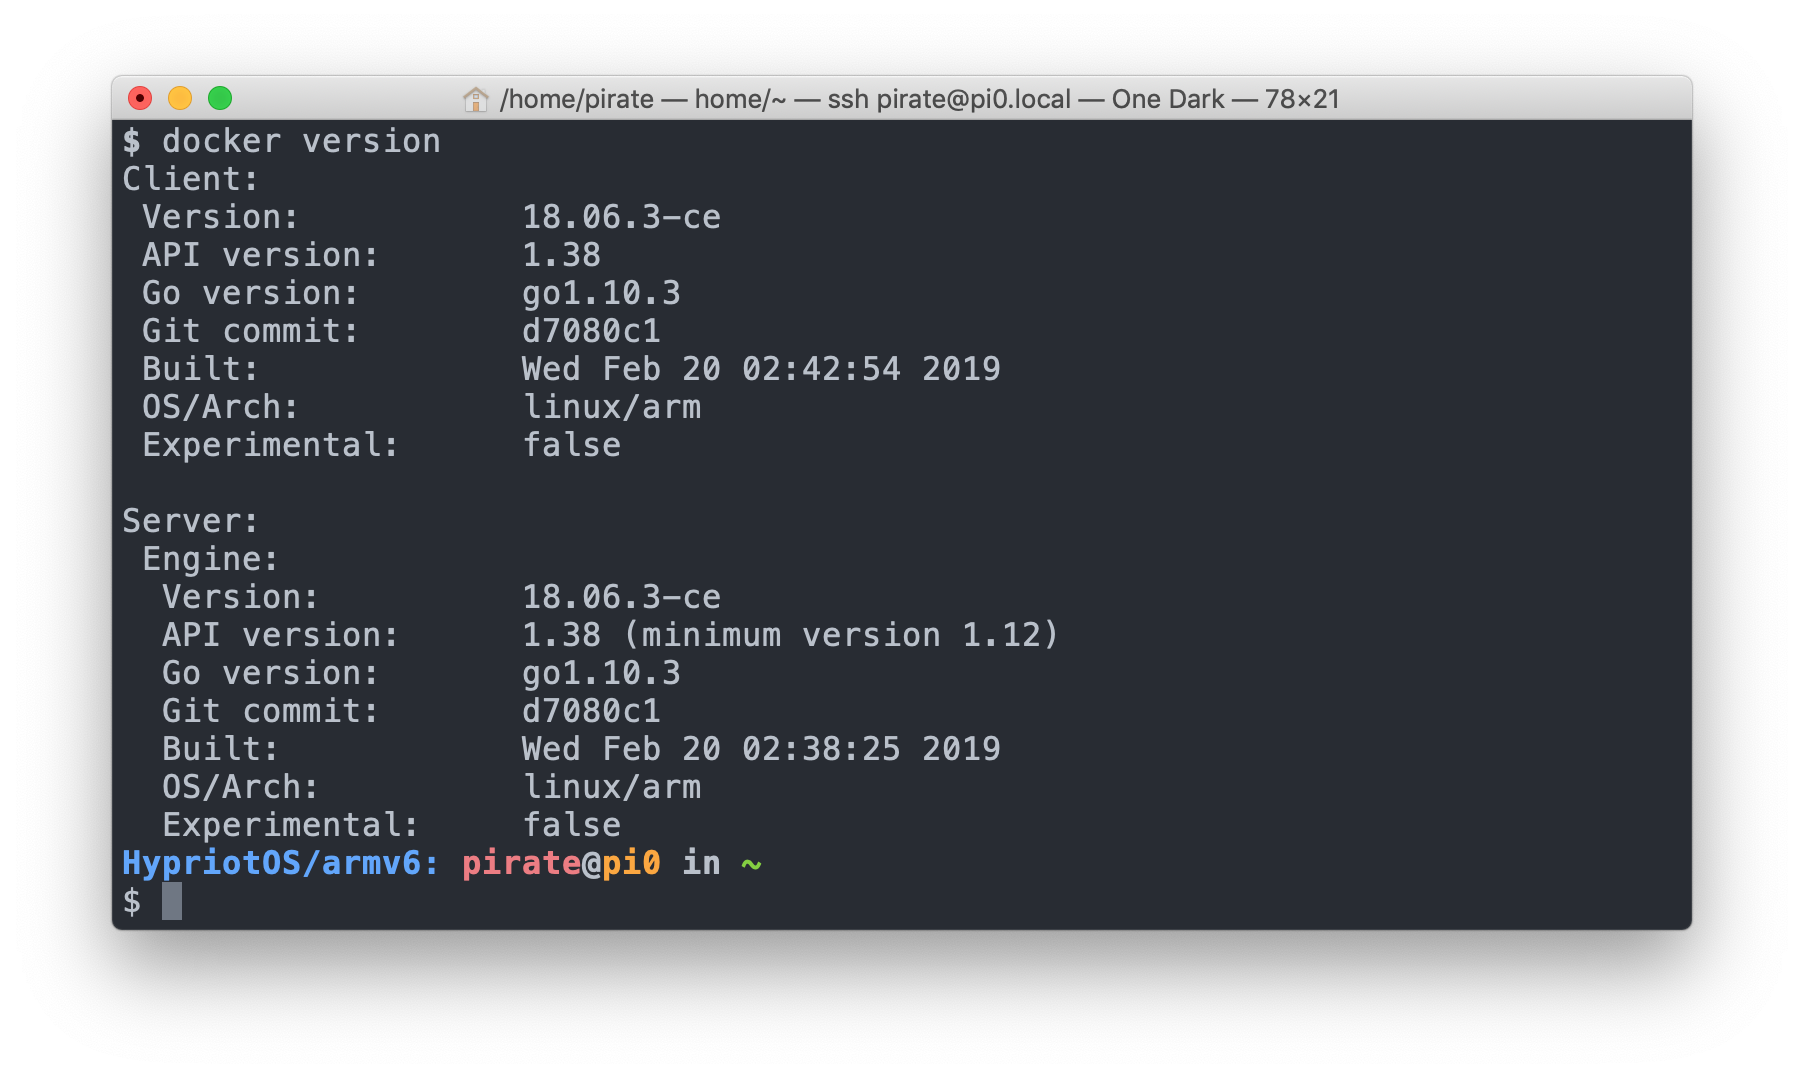 /home/pirate — home/~ — ssh pirate@pi0.local — One Dark — 78×21
$ docker version
Client:
 Version:           18.06.3-ce
 API version:       1.38
 Go version:        go1.10.3
 Git commit:        d7080c1
 Built:             Wed Feb 20 02:42:54 2019
 OS/Arch:           linux/arm
 Experimental:      false

Server:
 Engine:
  Version:          18.06.3-ce
  API version:      1.38 (minimum version 1.12)
  Go version:       go1.10.3
  Git commit:       d7080c1
  Built:            Wed Feb 20 02:38:25 2019
  OS/Arch:          linux/arm
  Experimental:     false
HypriotOS/armv6: pirate@pi0 in ~
$